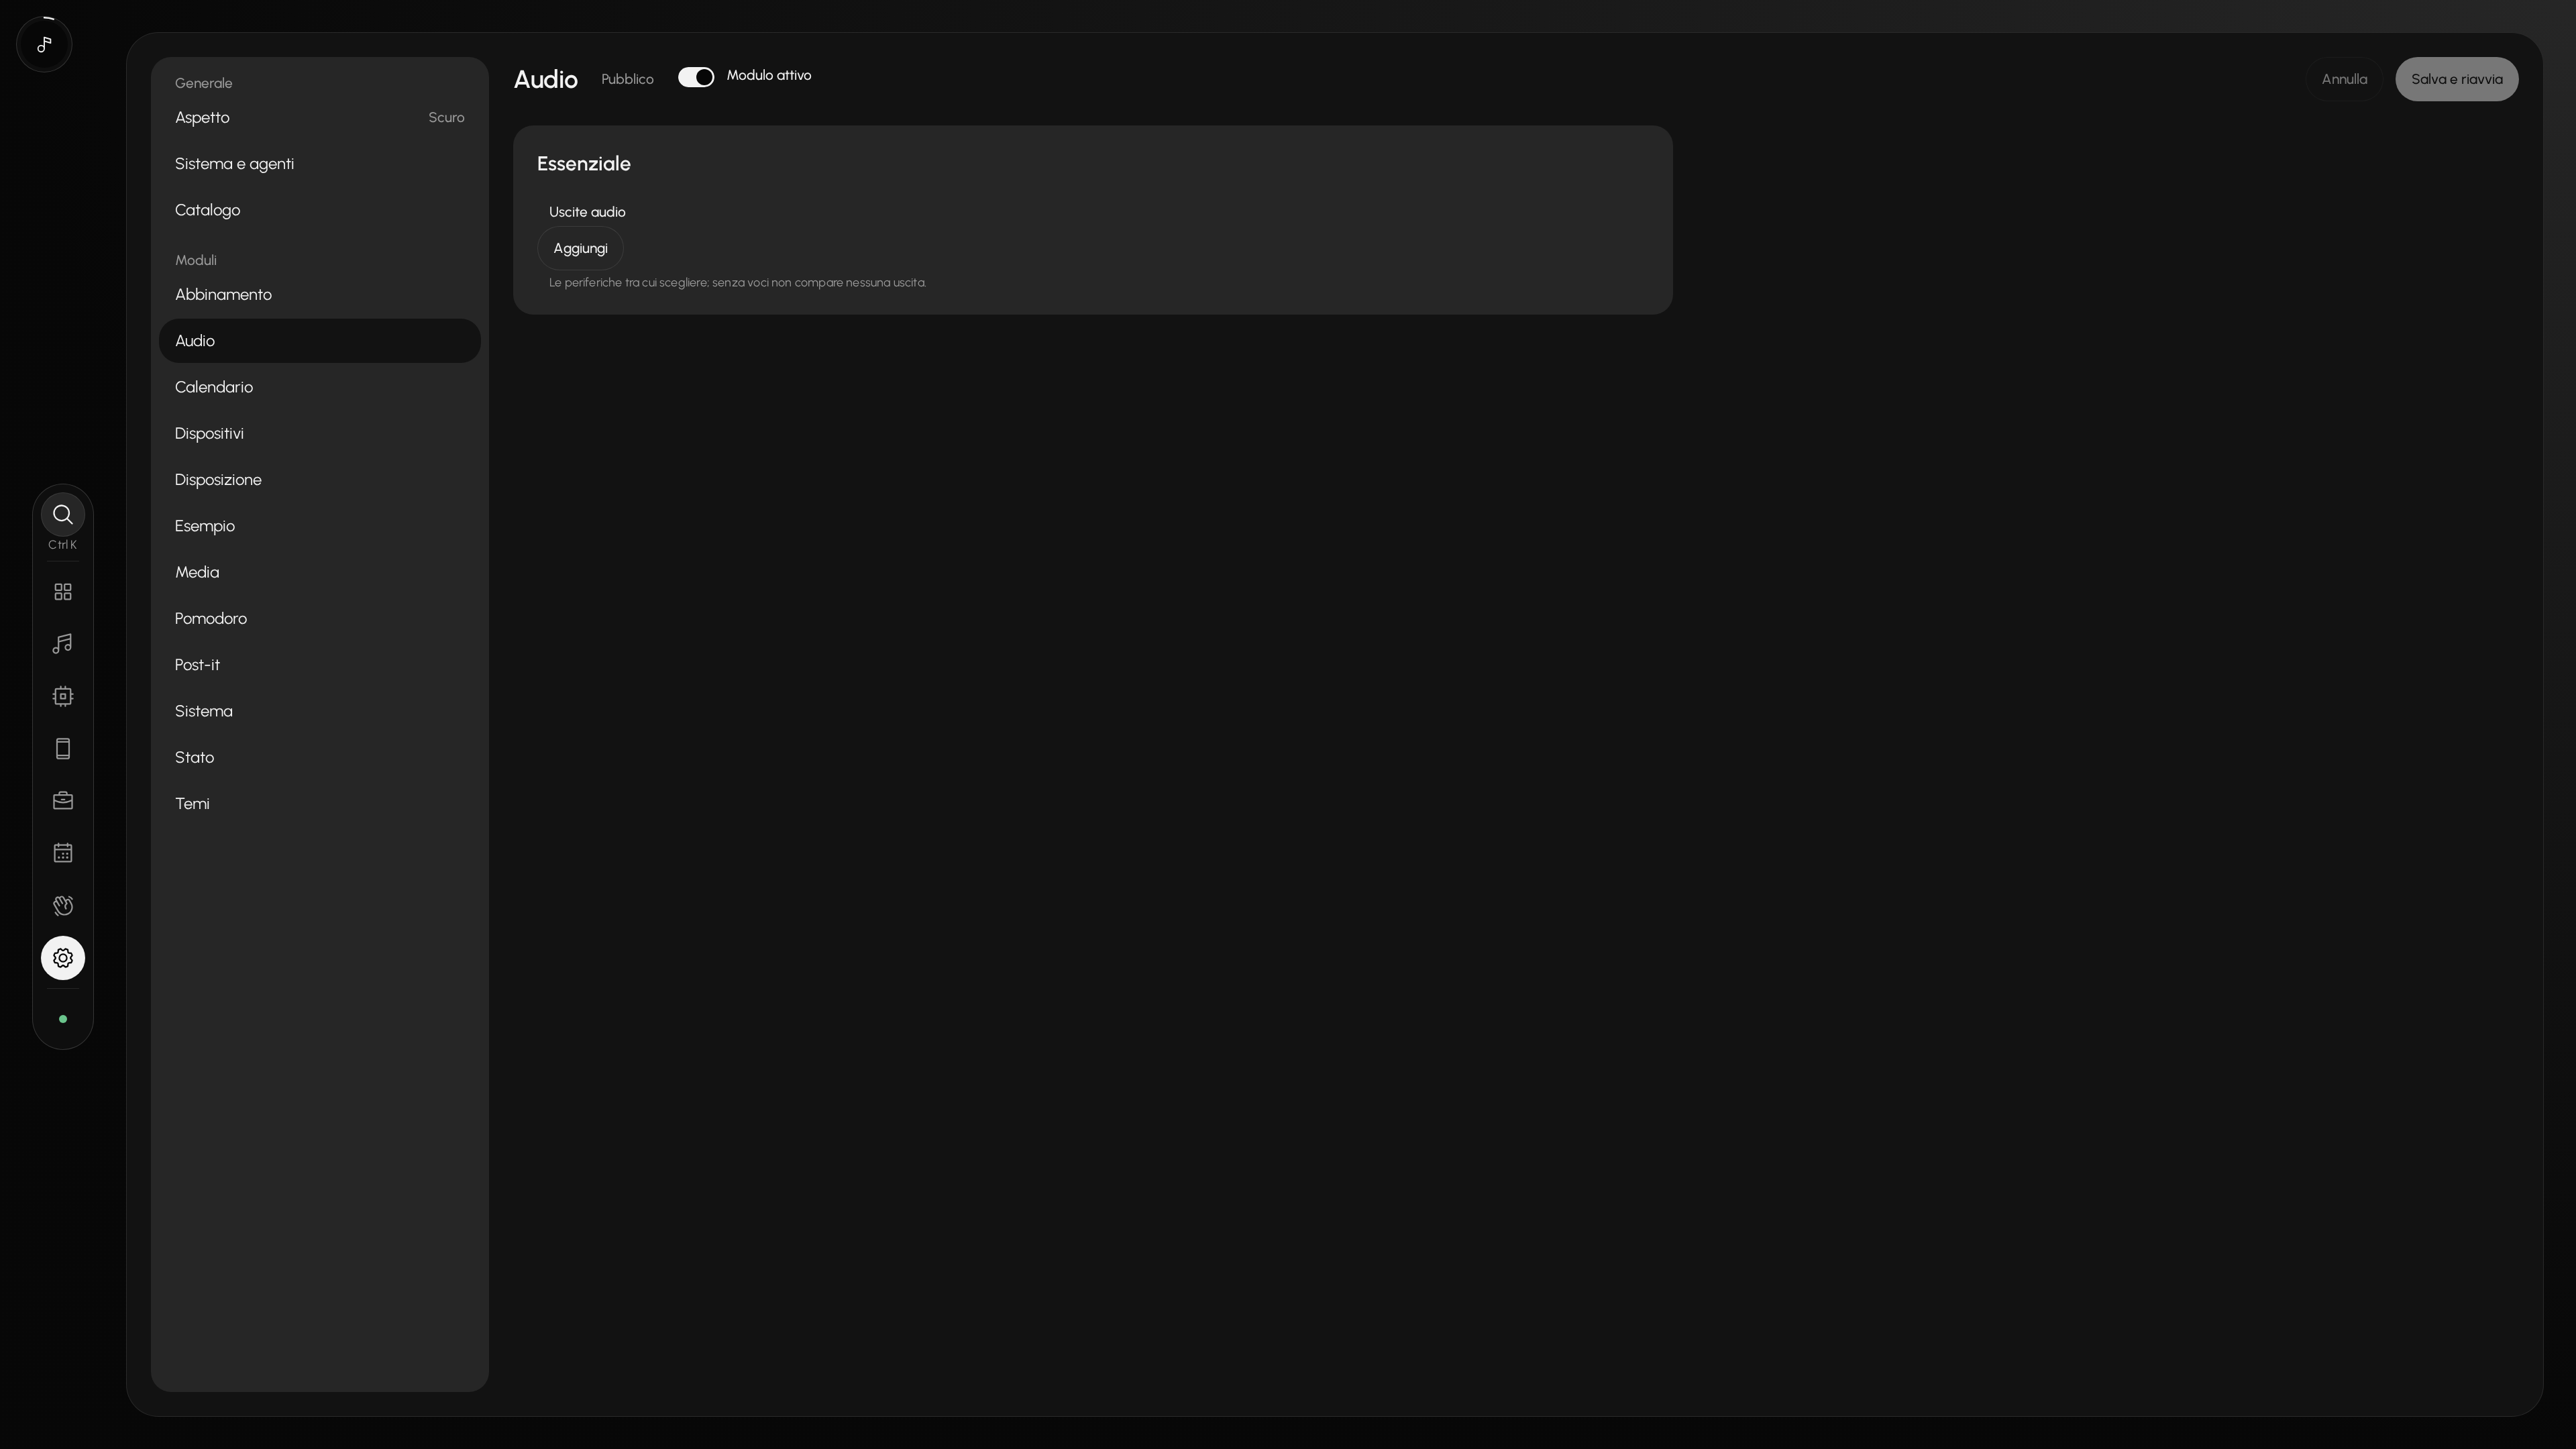 Generale
Aspetto Scuro
Sistema e agenti
Catalogo
Moduli
Abbinamento
Audio
Calendario
Dispositivi
Disposizione
Esempio
Media
Pomodoro
Post-it
Sistema
Stato
Temi
Ctrl K
Audio Pubblico Modulo attivo Annulla Salva e riavvia
Essenziale
Uscite audio
Aggiungi
Le periferiche tra cui scegliere; senza voci non compare nessuna uscita.